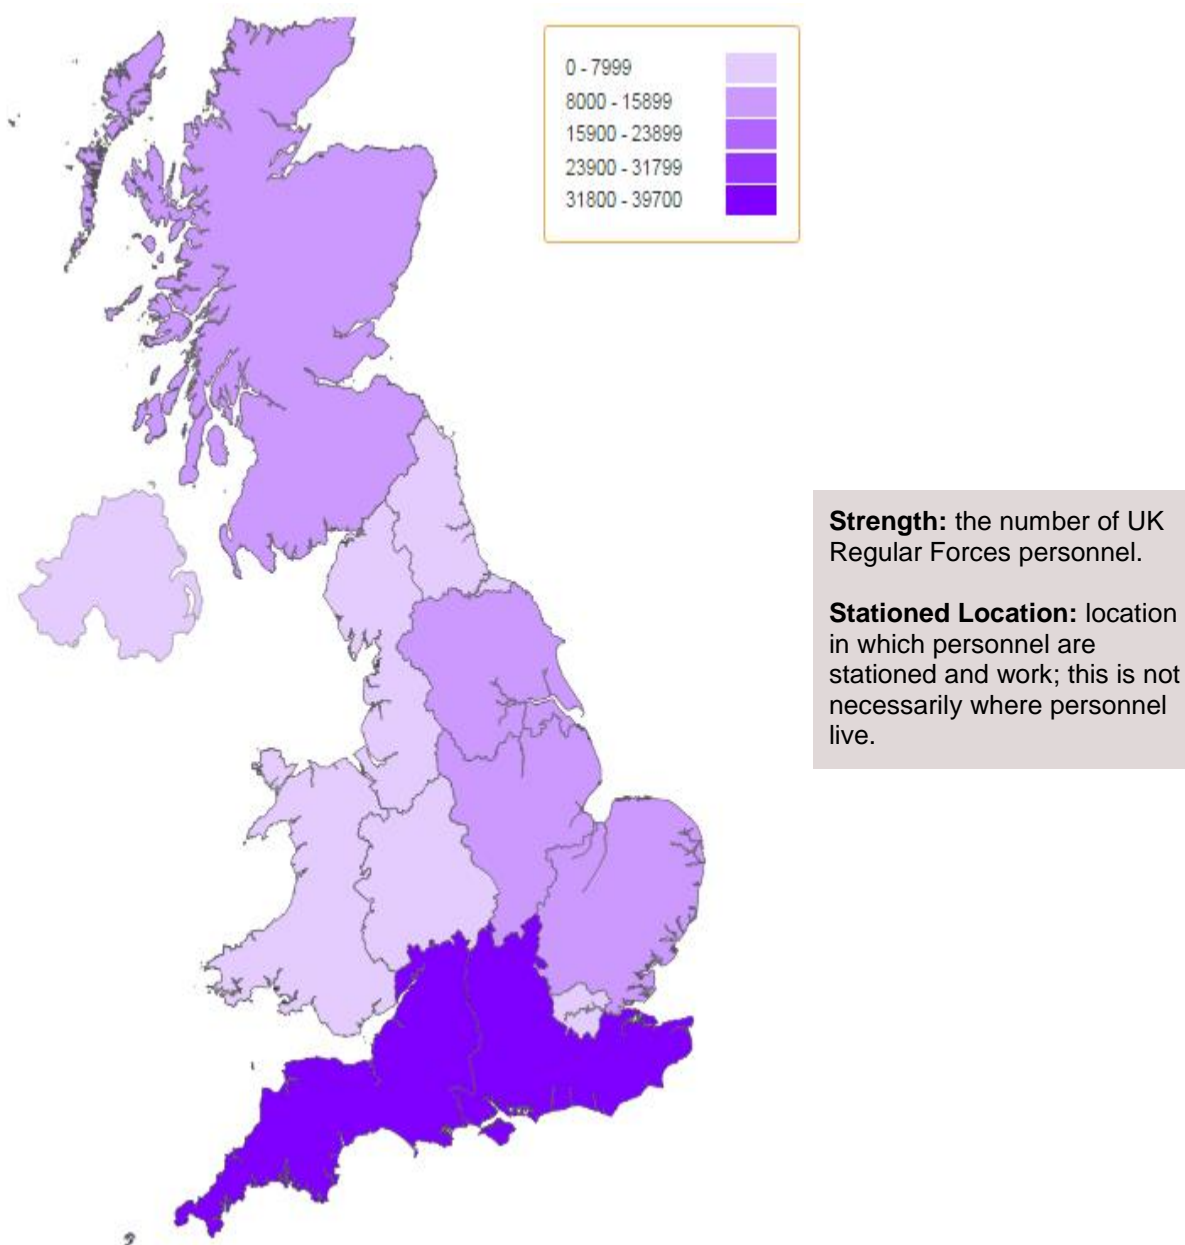 0 - 7999
8000 - 15899
15900 - 23899
23900 - 31799
31800 - 39700
Strength: the number of UK
Regular Forces personnel.
Stationed Location: location
in which personnel are
stationed and work; this is not
necessarily where personnel
live.